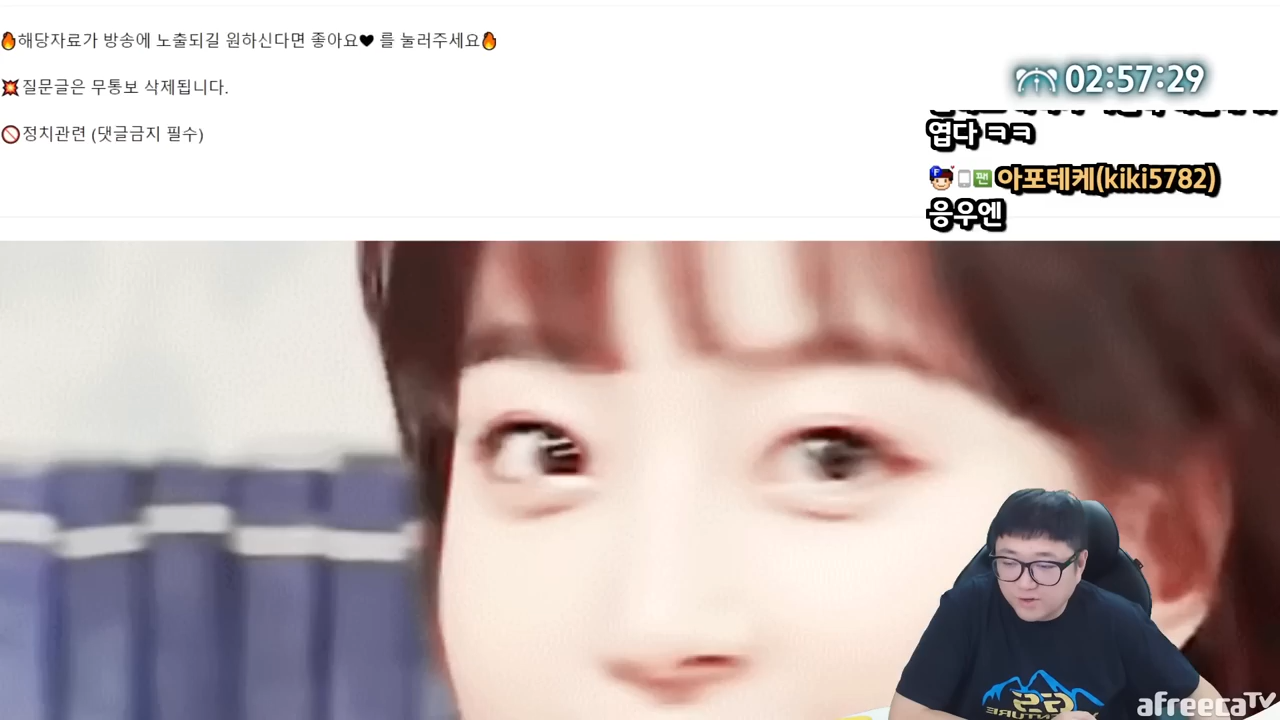 🔥해당자료가 방송에 노출되길 원하신다면 좋아요♥ 를 눌러주세요🔥
💥질문글은 무통보 삭제됩니다.
🚫정치관련 (댓글금지 필수)
02:57:29
엽다 ㅋㅋ
팬 아포테케(kiki5782)
응우엔
afreecaTV